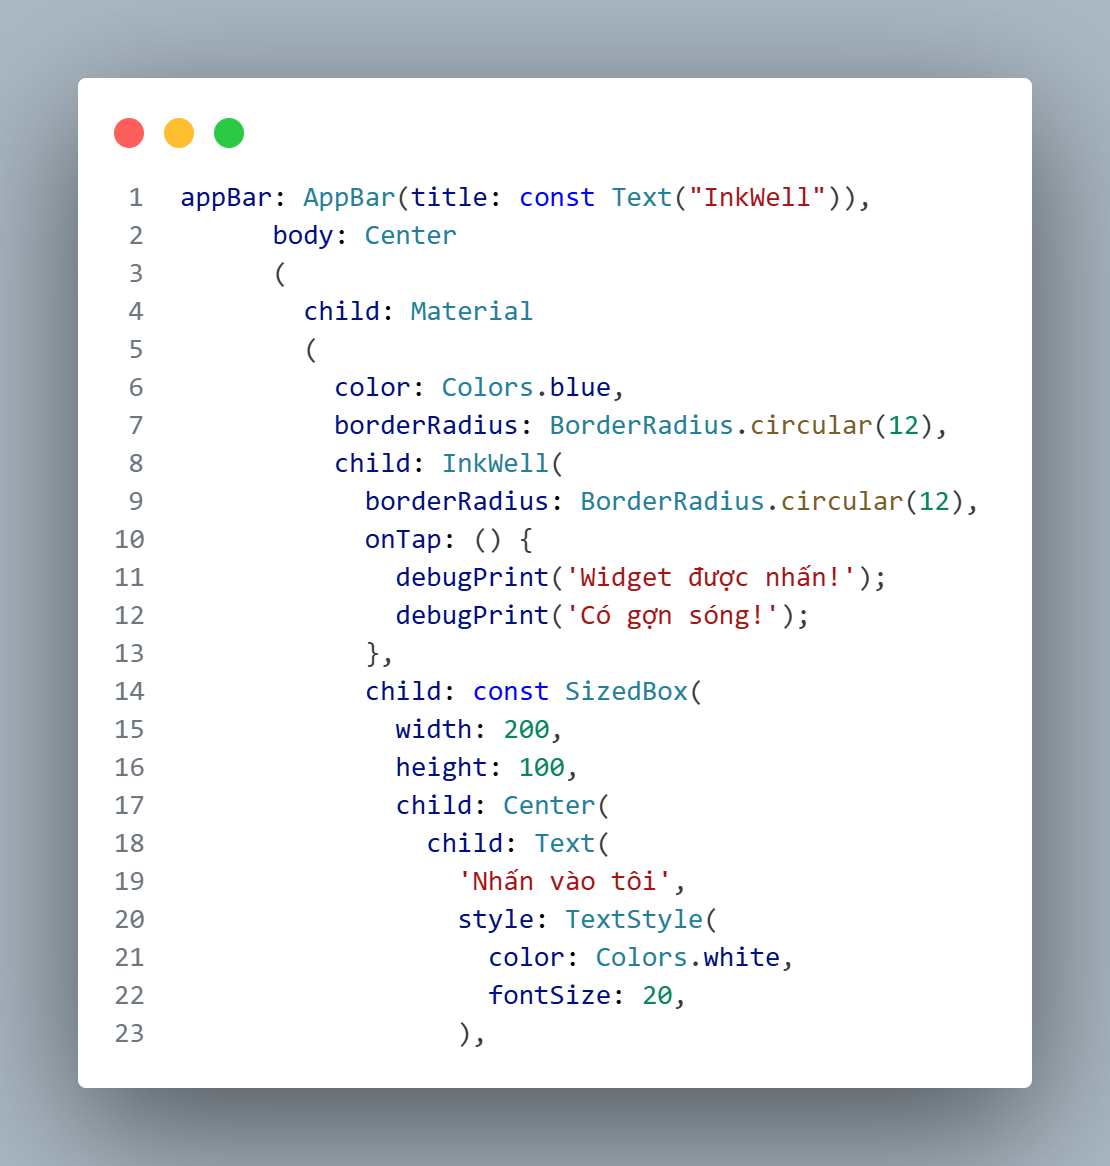 1 appBar: AppBar(title: const Text("InkWell")),
2       body: Center
3       (
4         child: Material
5         (
6           color: Colors.blue,
7           borderRadius: BorderRadius.circular(12),
8           child: InkWell(
9             borderRadius: BorderRadius.circular(12),
10             onTap: () {
11               debugPrint('Widget được nhấn!');
12               debugPrint('Có gợn sóng!');
13             },
14             child: const SizedBox(
15               width: 200,
16               height: 100,
17               child: Center(
18                 child: Text(
19                   'Nhấn vào tôi',
20                   style: TextStyle(
21                     color: Colors.white,
22                     fontSize: 20,
23                   ),